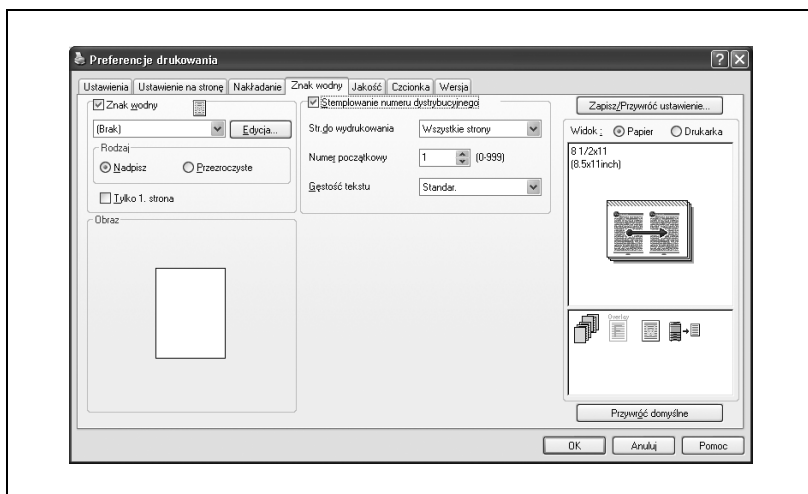 Preferencje drukowania
Ustawienia Ustawienie na stronę Nakładanie Znak wodny Jakość Czcionka Wersja
Znak wodny
(Brak) Edycja...
Rodzaj
Nadpisz Przezroczyste
Tylko 1. strona
Obraz
Stemplowanie numeru dystrybucyjnego
Str.do wydrukowania Wszystkie strony
Numer początkowy 1 (0-999)
Gęstość tekstu Standar.
Zapisz/Przywróć ustawienie...
Widok : Papier Drukarka
8 1/2x11
(8.5x11inch)
Overlay
Przywróć domyślne
OK Anuluj Pomoc